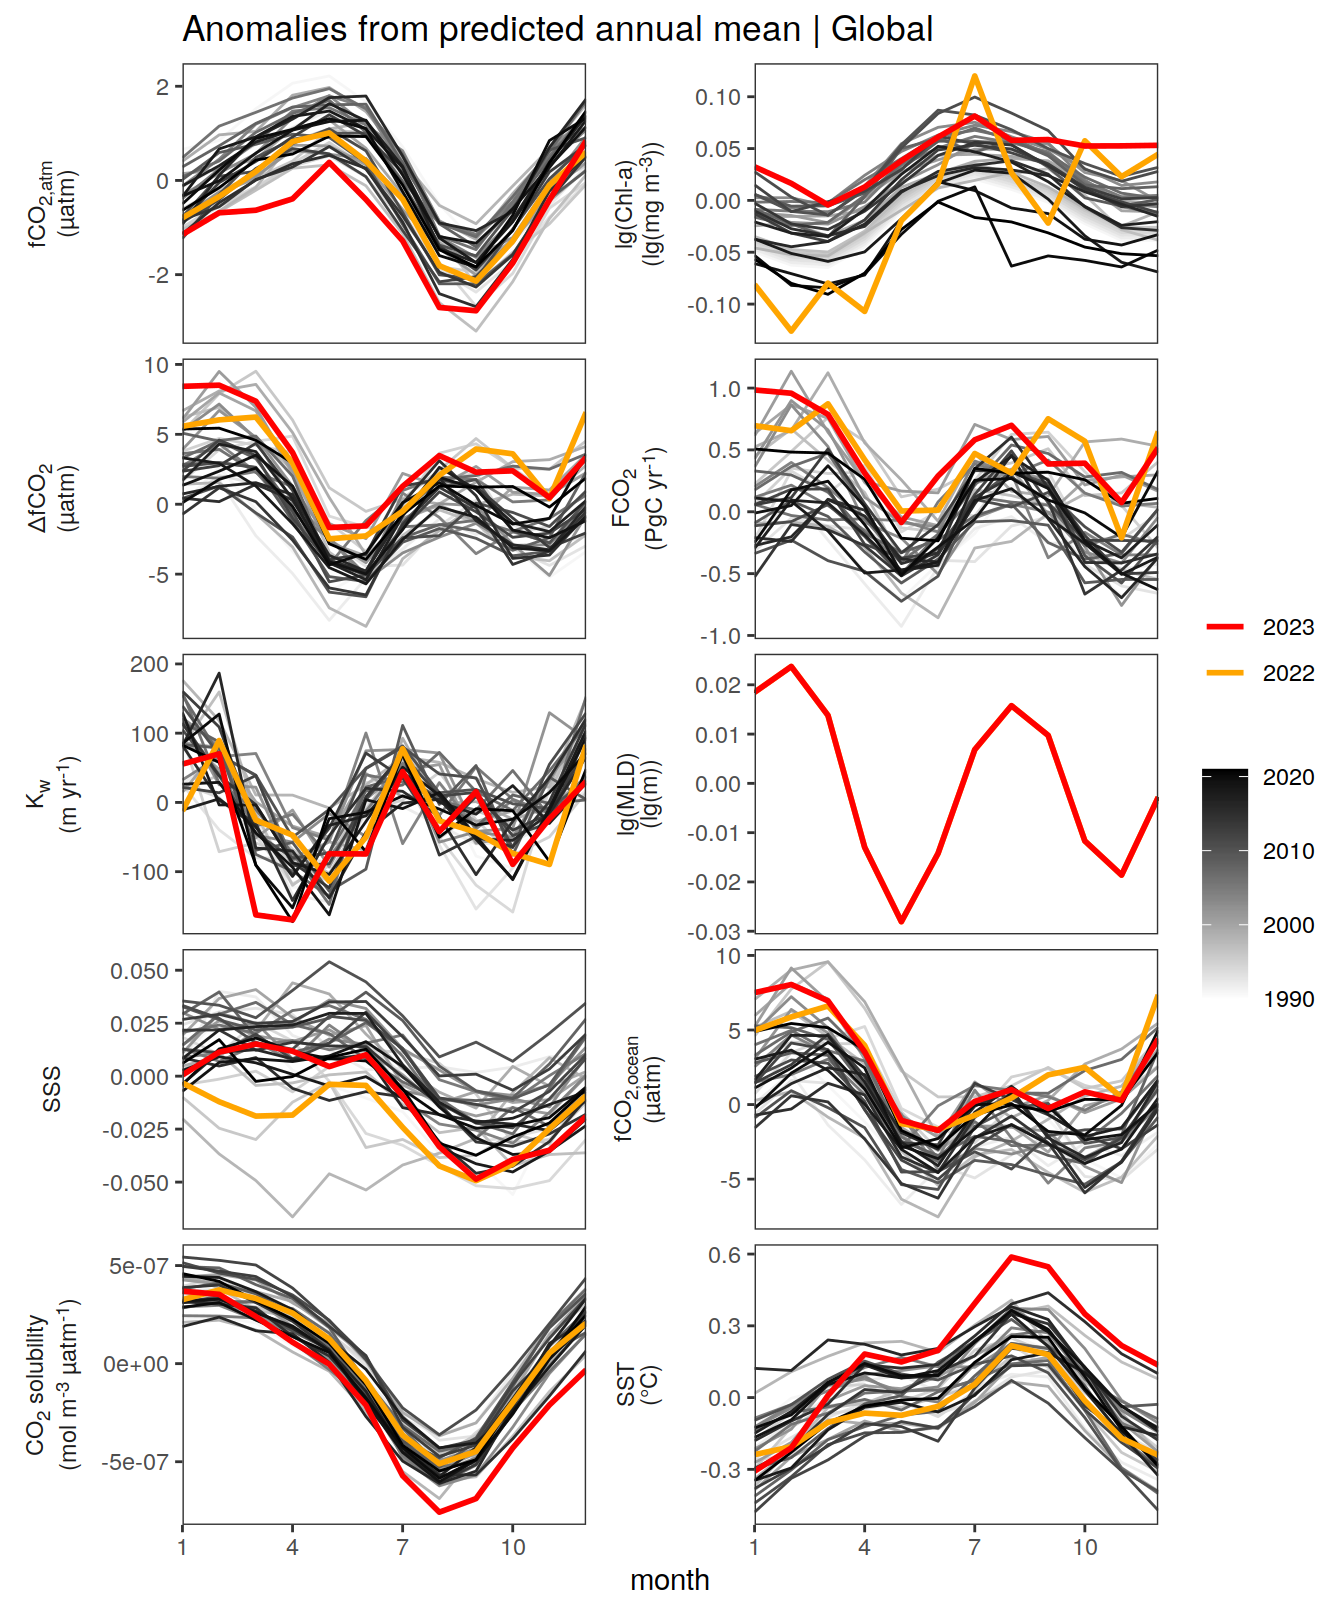 Anomalies from predicted annual mean | Global
fCO2,atm
(µatm)
2
0
-2
lg(Chl-a)
(lg(mg m-3))
0.10
0.05
0.00
-0.05
-0.10
ΔfCO2
(µatm)
10
5
0
-5
FCO2
(PgC yr-1)
1.0
0.5
0.0
-0.5
-1.0
Kw
(m yr-1)
200
100
0
-100
lg(MLD)
(lg(m))
0.02
0.01
0.00
-0.01
-0.02
-0.03
SSS
0.050
0.025
0.000
-0.025
-0.050
fCO2,ocean
(µatm)
10
5
0
-5
CO2 solubility
(mol m-3 µatm-1)
5e-07
0e+00
-5e-07
SST
(°C)
0.6
0.3
0.0
-0.3
1 4 7 10
1 4 7 10
month
2023
2022
2020
2010
2000
1990